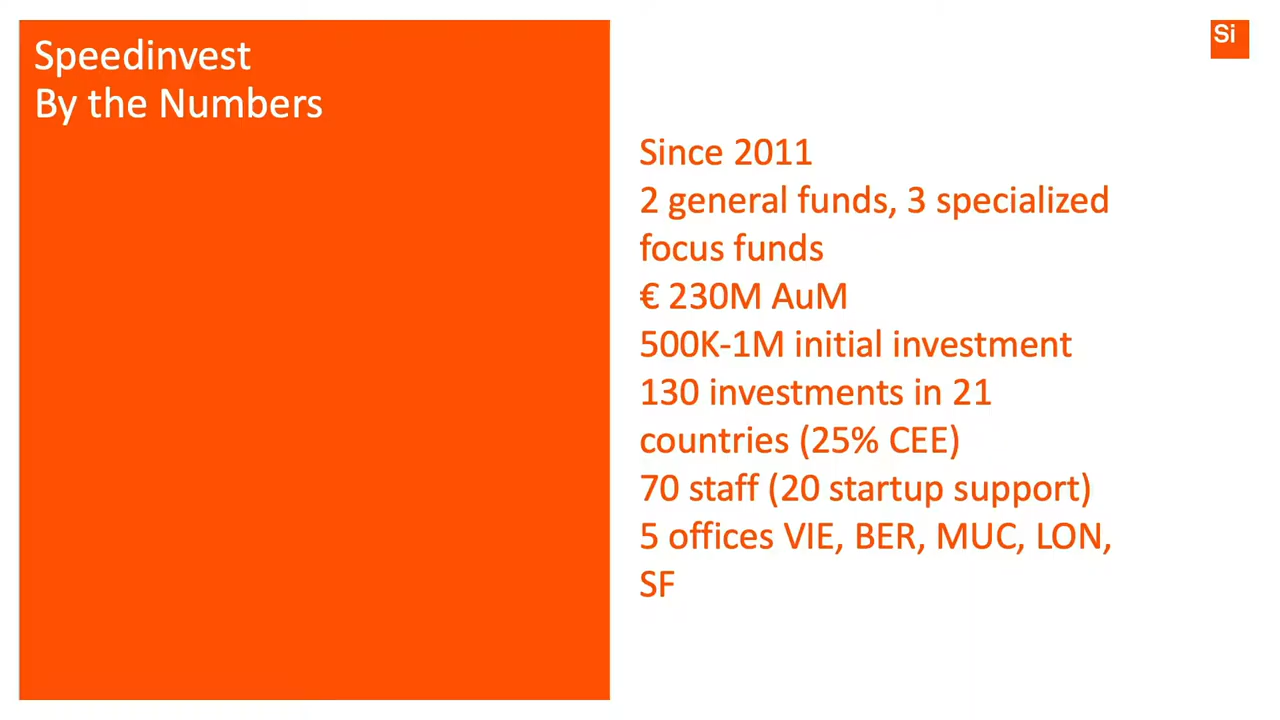 Speedinvest
By the Numbers
Si
Since 2011
2 general funds, 3 specialized
focus funds
€ 230M AuM
500K-1M initial investment
130 investments in 21
countries (25% CEE)
70 staff (20 startup support)
5 offices VIE, BER, MUC, LON,
SF